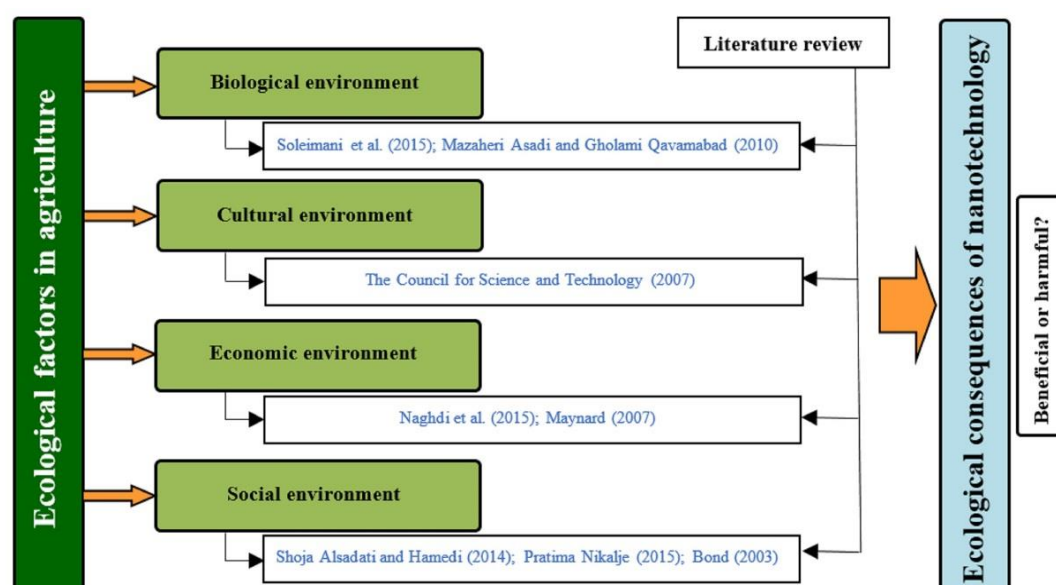 Ecological factors in agriculture
Literature review
Biological environment
Soleimani et al. (2015); Mazaheri Asadi and Gholami Qavamabad (2010)
Cultural environment
The Council for Science and Technology (2007)
Economic environment
Naghdi et al. (2015); Maynard (2007)
Social environment
Shoja Alsadati and Hamedi (2014); Pratima Nikalje (2015); Bond (2003)
Ecological consequences of nanotechnology
Beneficial or harmful?